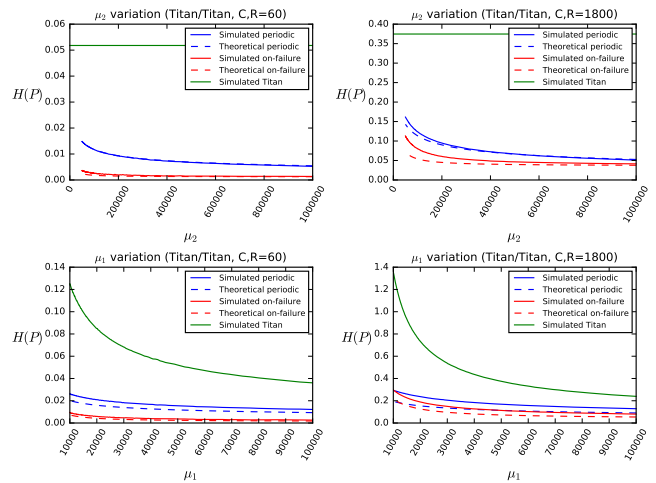 μ₂ variation (Titan/Titan, C,R=60)
H(P)
0.06
0.05
0.04
0.03
0.02
0.01
0.00
Simulated periodic
Theoretical periodic
Simulated on-failure
Theoretical on-failure
Simulated Titan
0
200000
400000
600000
800000
1000000
μ₂
μ₂ variation (Titan/Titan, C,R=1800)
H(P)
0.40
0.35
0.30
0.25
0.20
0.15
0.10
0.05
0.00
Simulated periodic
Theoretical periodic
Simulated on-failure
Theoretical on-failure
Simulated Titan
0
200000
400000
600000
800000
1000000
μ₂
μ₁ variation (Titan/Titan, C,R=60)
H(P)
0.14
0.12
0.10
0.08
0.06
0.04
0.02
0.00
Simulated periodic
Theoretical periodic
Simulated on-failure
Theoretical on-failure
Simulated Titan
10000
20000
30000
40000
50000
60000
70000
80000
90000
100000
μ₁
μ₁ variation (Titan/Titan, C,R=1800)
H(P)
1.4
1.2
1.0
0.8
0.6
0.4
0.2
0.0
Simulated periodic
Theoretical periodic
Simulated on-failure
Theoretical on-failure
Simulated Titan
10000
20000
30000
40000
50000
60000
70000
80000
90000
100000
μ₁